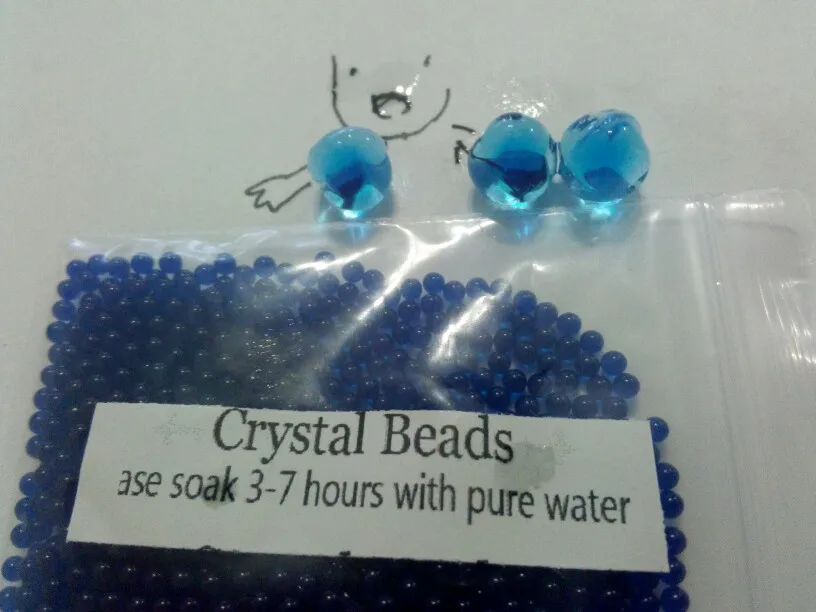 Crystal Beads
ase soak 3-7 hours with pure water